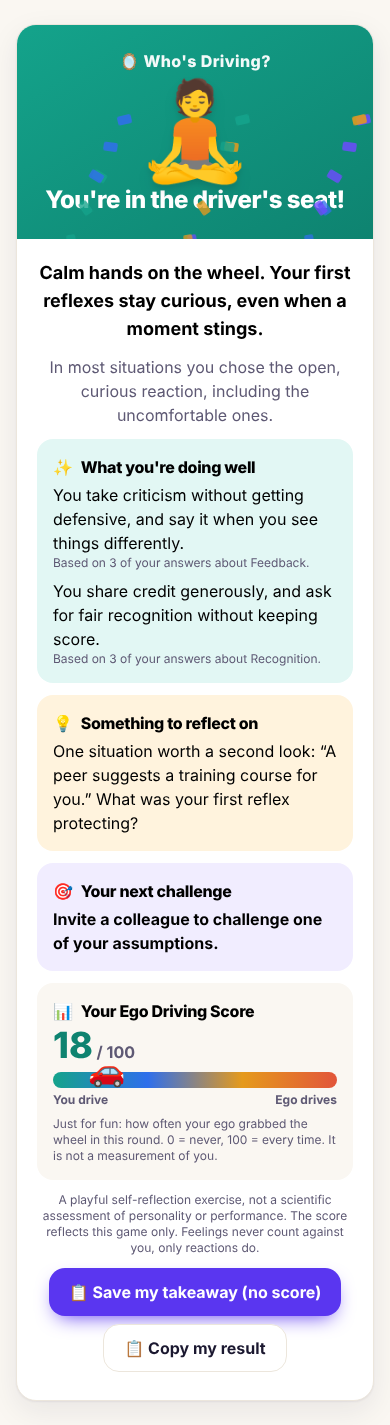 Who's Driving?
You're in the driver's seat!
Calm hands on the wheel. Your first
reflexes stay curious, even when a
moment stings.
In most situations you chose the open,
curious reaction, including the
uncomfortable ones.
What you're doing well
You take criticism without getting
defensive, and say it when you see
things differently.
Based on 3 of your answers about Feedback.
You share credit generously, and ask
for fair recognition without keeping
score.
Based on 3 of your answers about Recognition.
Something to reflect on
One situation worth a second look: “A
peer suggests a training course for
you.” What was your first reflex
protecting?
Your next challenge
Invite a colleague to challenge one
of your assumptions.
Your Ego Driving Score
18 / 100
You drive Ego drives
Just for fun: how often your ego grabbed the
wheel in this round. 0 = never, 100 = every time. It
is not a measurement of you.
A playful self-reflection exercise, not a scientific
assessment of personality or performance. The score
reflects this game only. Feelings never count against
you, only reactions do.
Save my takeaway (no score)
Copy my result